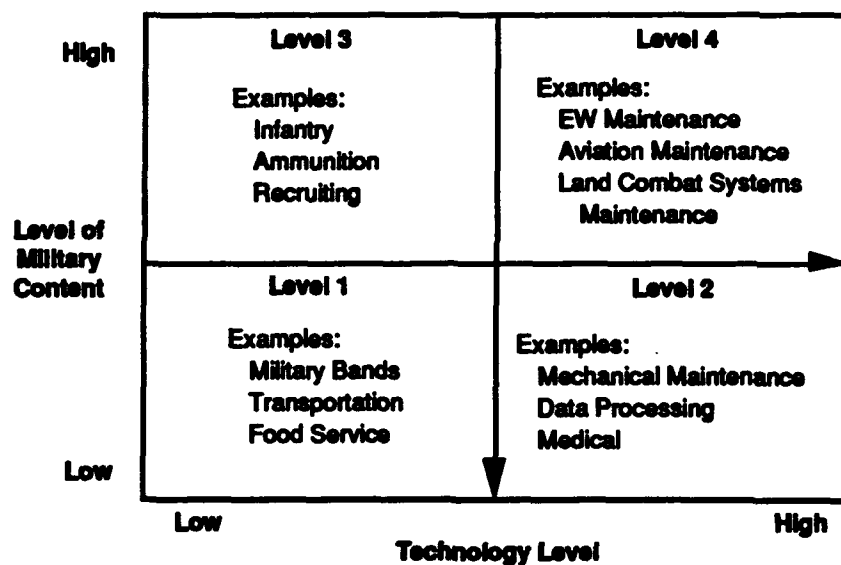 High
Level 3
Examples:
Infantry
Ammunition
Recruiting
Level 4
Examples:
EW Maintenance
Aviation Maintenance
Land Combat Systems
Maintenance
Level of
Military
Content
Level 1
Examples:
Military Bands
Transportation
Food Service
Level 2
Examples:
Mechanical Maintenance
Data Processing
Medical
Low
Low
High
Technology Level